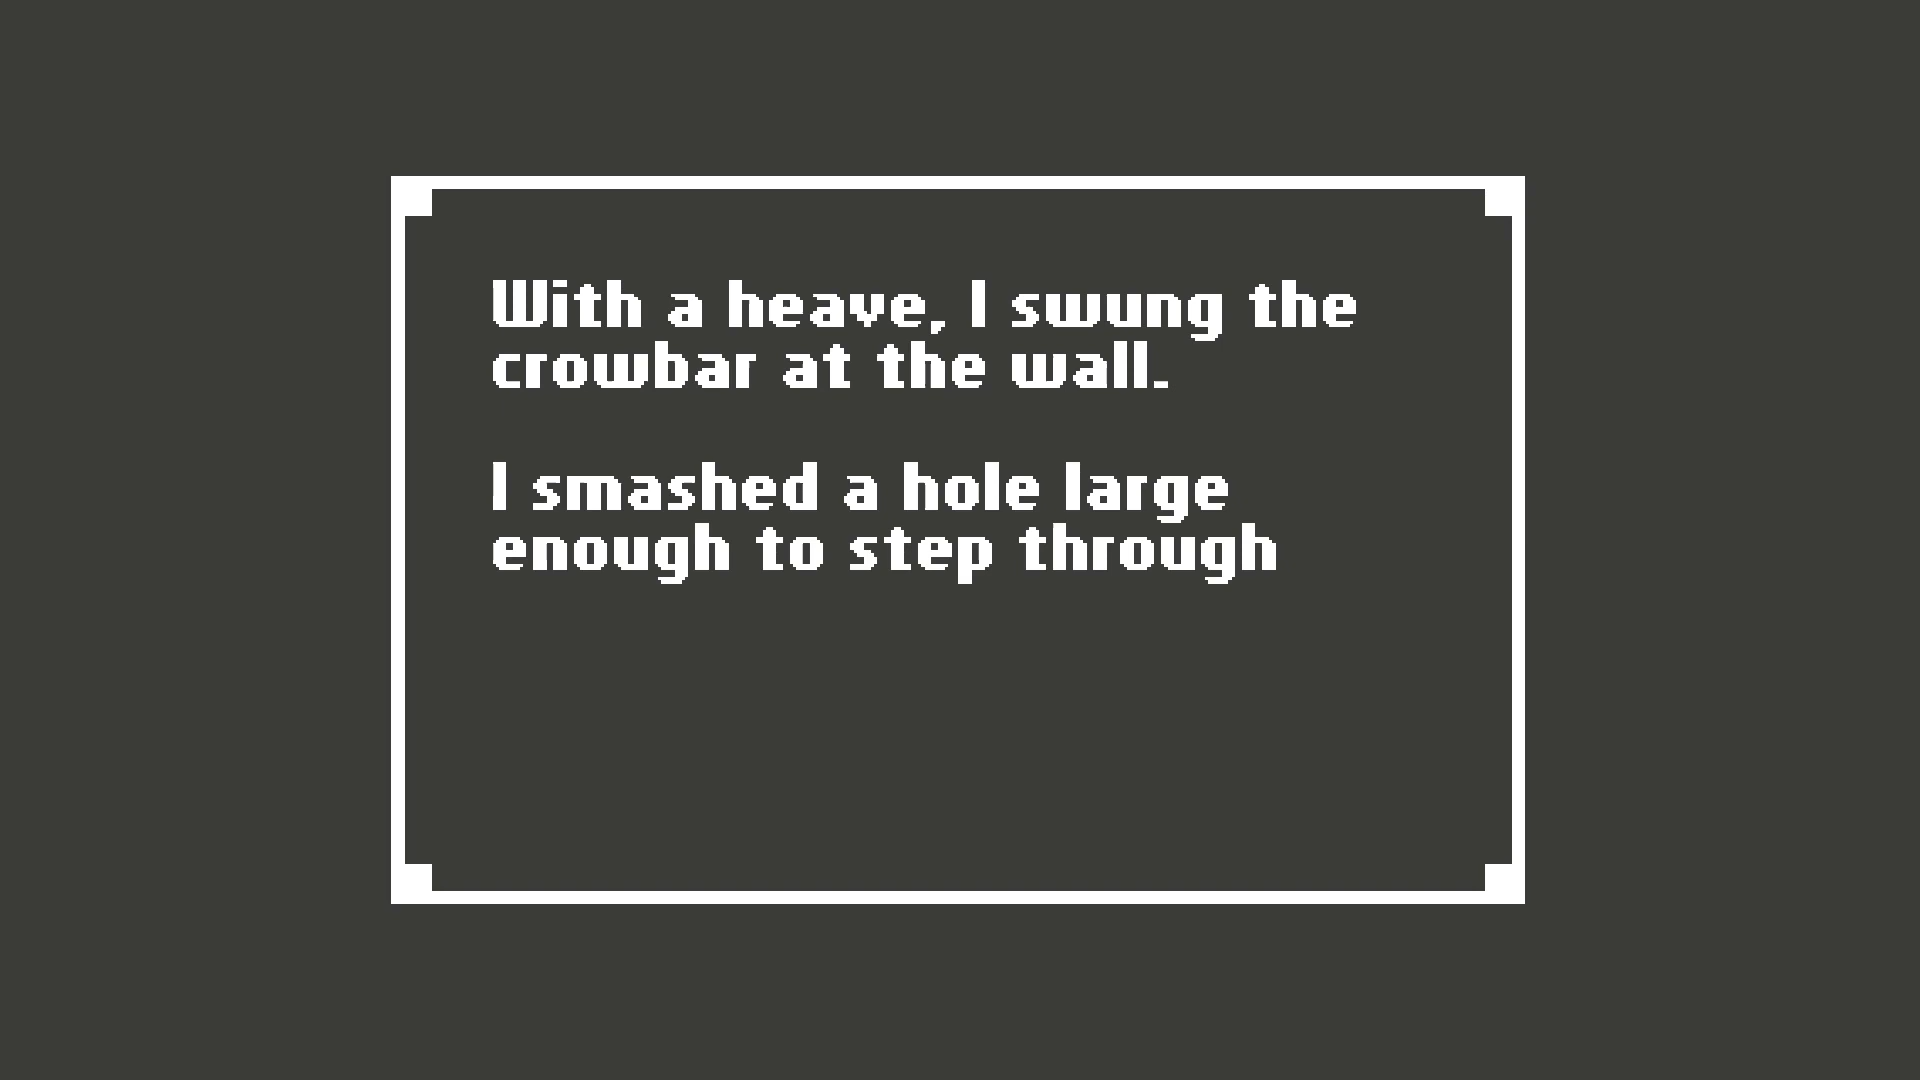 With a heave, I swung the
crowbar at the wall.
I smashed a hole large
enough to step through